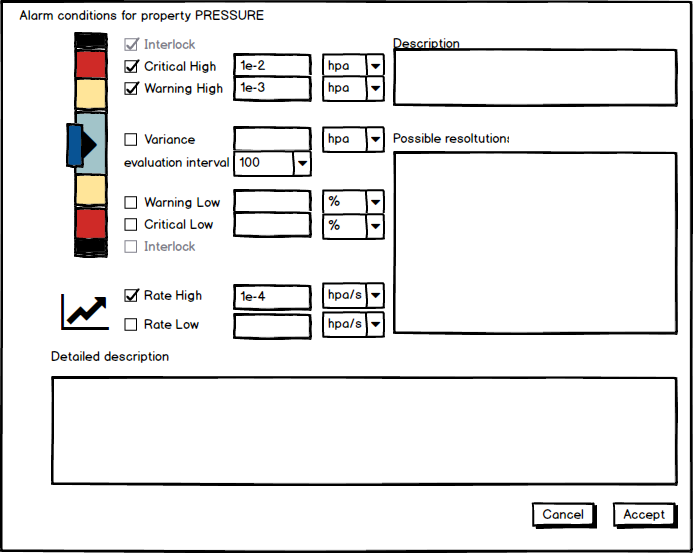 Alarm conditions for property PRESSURE
Interlock
Description
Critical High 1e-2 hpa
Warning High 1e-3 hpa
Variance hpa
Possible resoltutions
evaluation interval 100
Warning Low %
Critical Low %
Interlock
Rate High 1e-4 hpa/s
Rate Low hpa/s
Detailed description
Cancel Accept